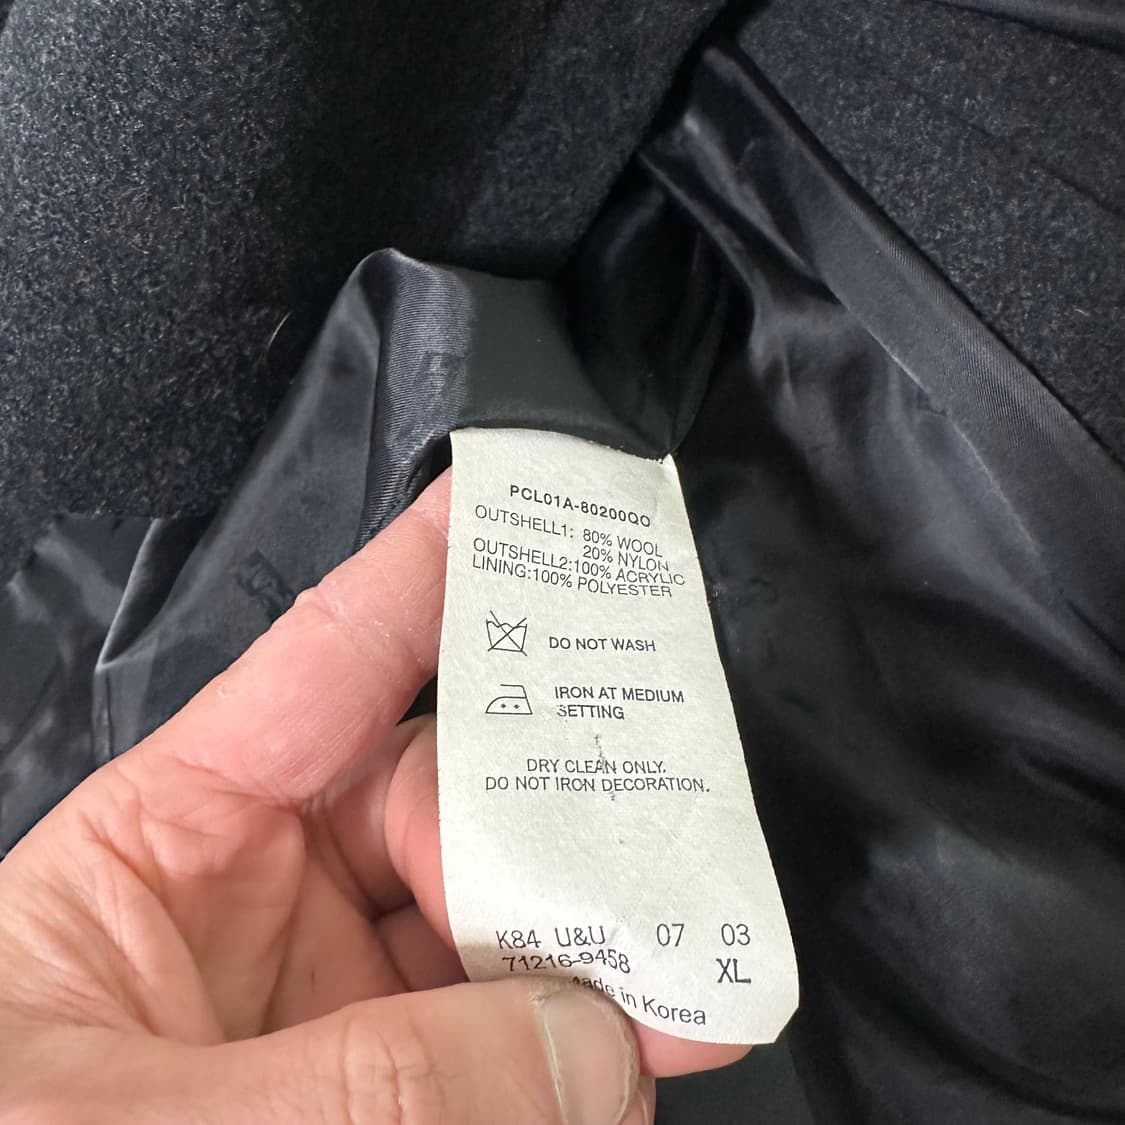 PCL01A-80200QO
OUTSHELL1: 80% WOOL
20% NYLON
OUTSHELL2:100% ACRYLIC
LINING:100% POLYESTER
DO NOT WASH
IRON AT MEDIUM
SETTING
DRY CLEAN ONLY.
DO NOT IRON DECORATION.
K84 U&U 07 03
71216-9458 XL
made in Korea